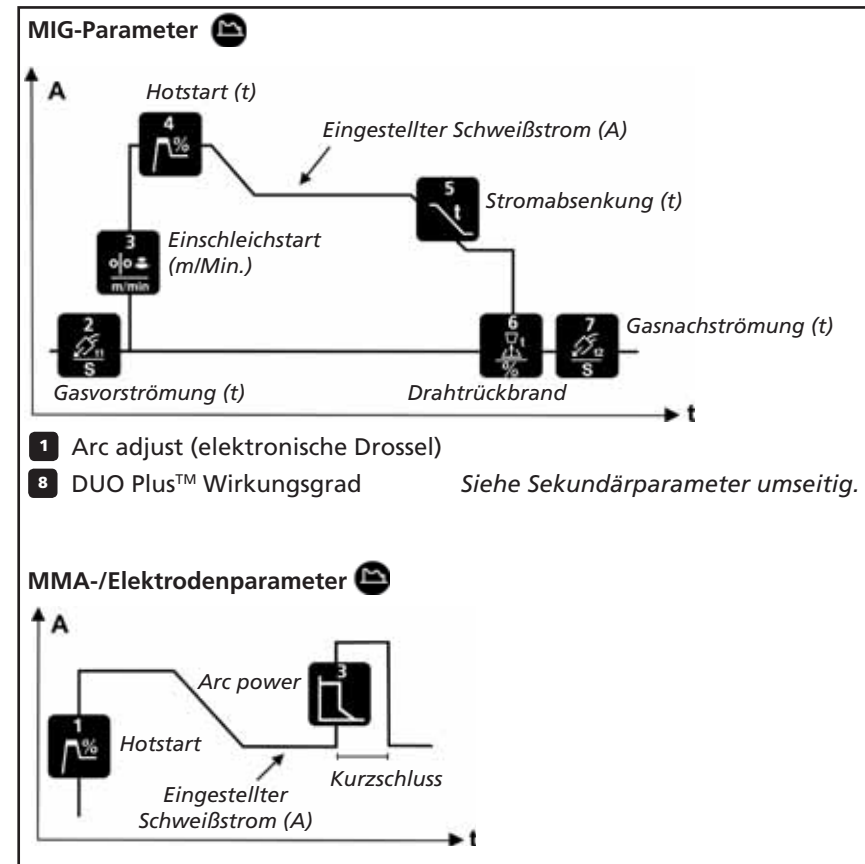 MIG-Parameter
A
Hotstart (t)
4
%
Eingestellter Schweißstrom (A)
5
t
Stromabsenkung (t)
3
m/min
Einschleichstart
(m/Min.)
2
11
S
6
t
%
7
12
S
Gasnachströmung (t)
Gasvorströmung (t)
Drahtrückbrand
t
1 Arc adjust (elektronische Drossel)
8 DUO Plus™ Wirkungsgrad Siehe Sekundärparameter umseitig.
MMA-/Elektrodenparameter
A
Arc power
3
1
%
Hotstart
Kurzschluss
Eingestellter
Schweißstrom (A)
t